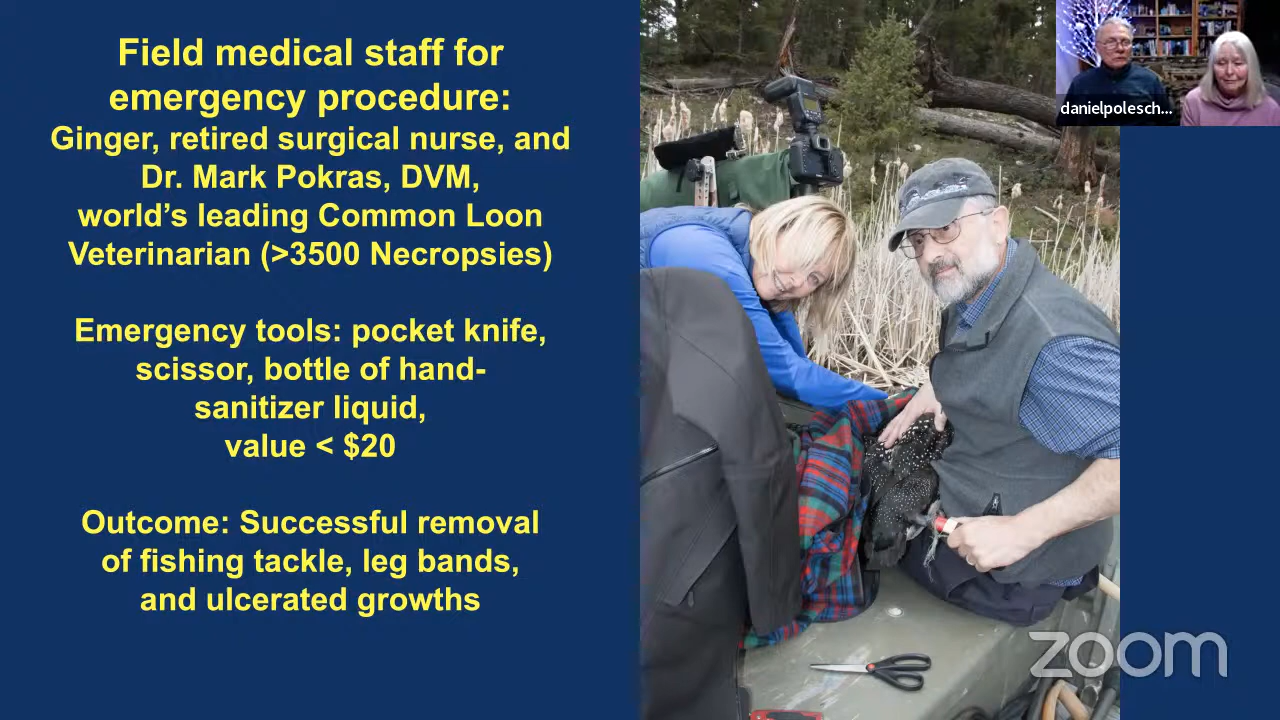 Field medical staff for
emergency procedure:
Ginger, retired surgical nurse, and
Dr. Mark Pokras, DVM,
world’s leading Common Loon
Veterinarian (>3500 Necropsies)
Emergency tools: pocket knife,
scissor, bottle of hand-
sanitizer liquid,
value < $20
Outcome: Successful removal
of fishing tackle, leg bands,
and ulcerated growths
danielpolesch...
zoom